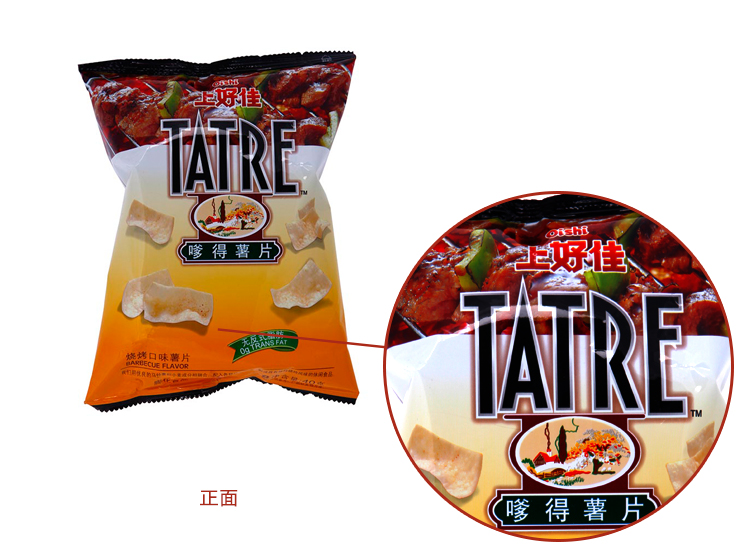 Oishi
上好佳
TATRE
TM
嗲得薯片
无反式脂肪
0g TRANS FAT
烧烤口味薯片
BARBECUE FLAVOR
Oishi
上好佳
TATRE
TM
嗲得薯片
正面